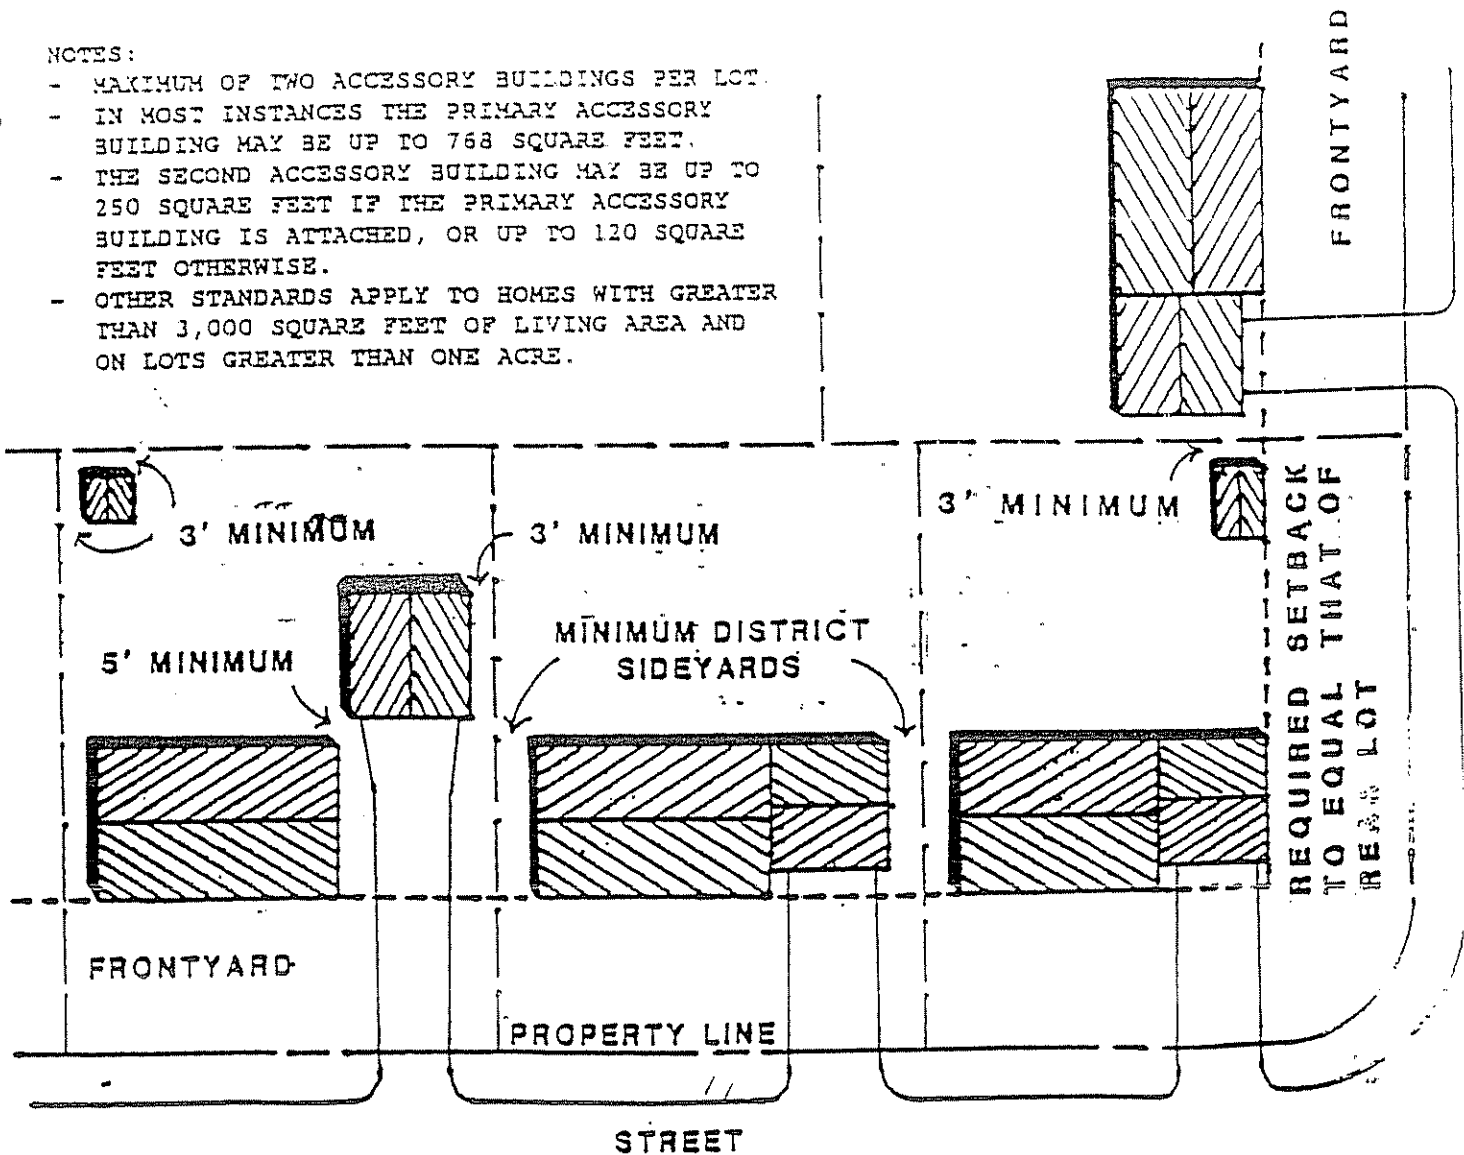 NOTES:
- MAXIMUM OF TWO ACCESSORY BUILDINGS PER LOT.
- IN MOST INSTANCES THE PRIMARY ACCESSORY
BUILDING MAY BE UP TO 768 SQUARE FEET.
- THE SECOND ACCESSORY BUILDING MAY BE UP TO
250 SQUARE FEET IF THE PRIMARY ACCESSORY
BUILDING IS ATTACHED, OR UP TO 120 SQUARE
FEET OTHERWISE.
- OTHER STANDARDS APPLY TO HOMES WITH GREATER
THAN 3,000 SQUARE FEET OF LIVING AREA AND
ON LOTS GREATER THAN ONE ACRE.
FRONTYARD
3' MINIMUM
3' MINIMUM
3' MINIMUM
5' MINIMUM
MINIMUM DISTRICT
SIDEYARDS
REQUIRED SETBACK
TO EQUAL THAT OF
REAR LOT
FRONTYARD
PROPERTY LINE
STREET